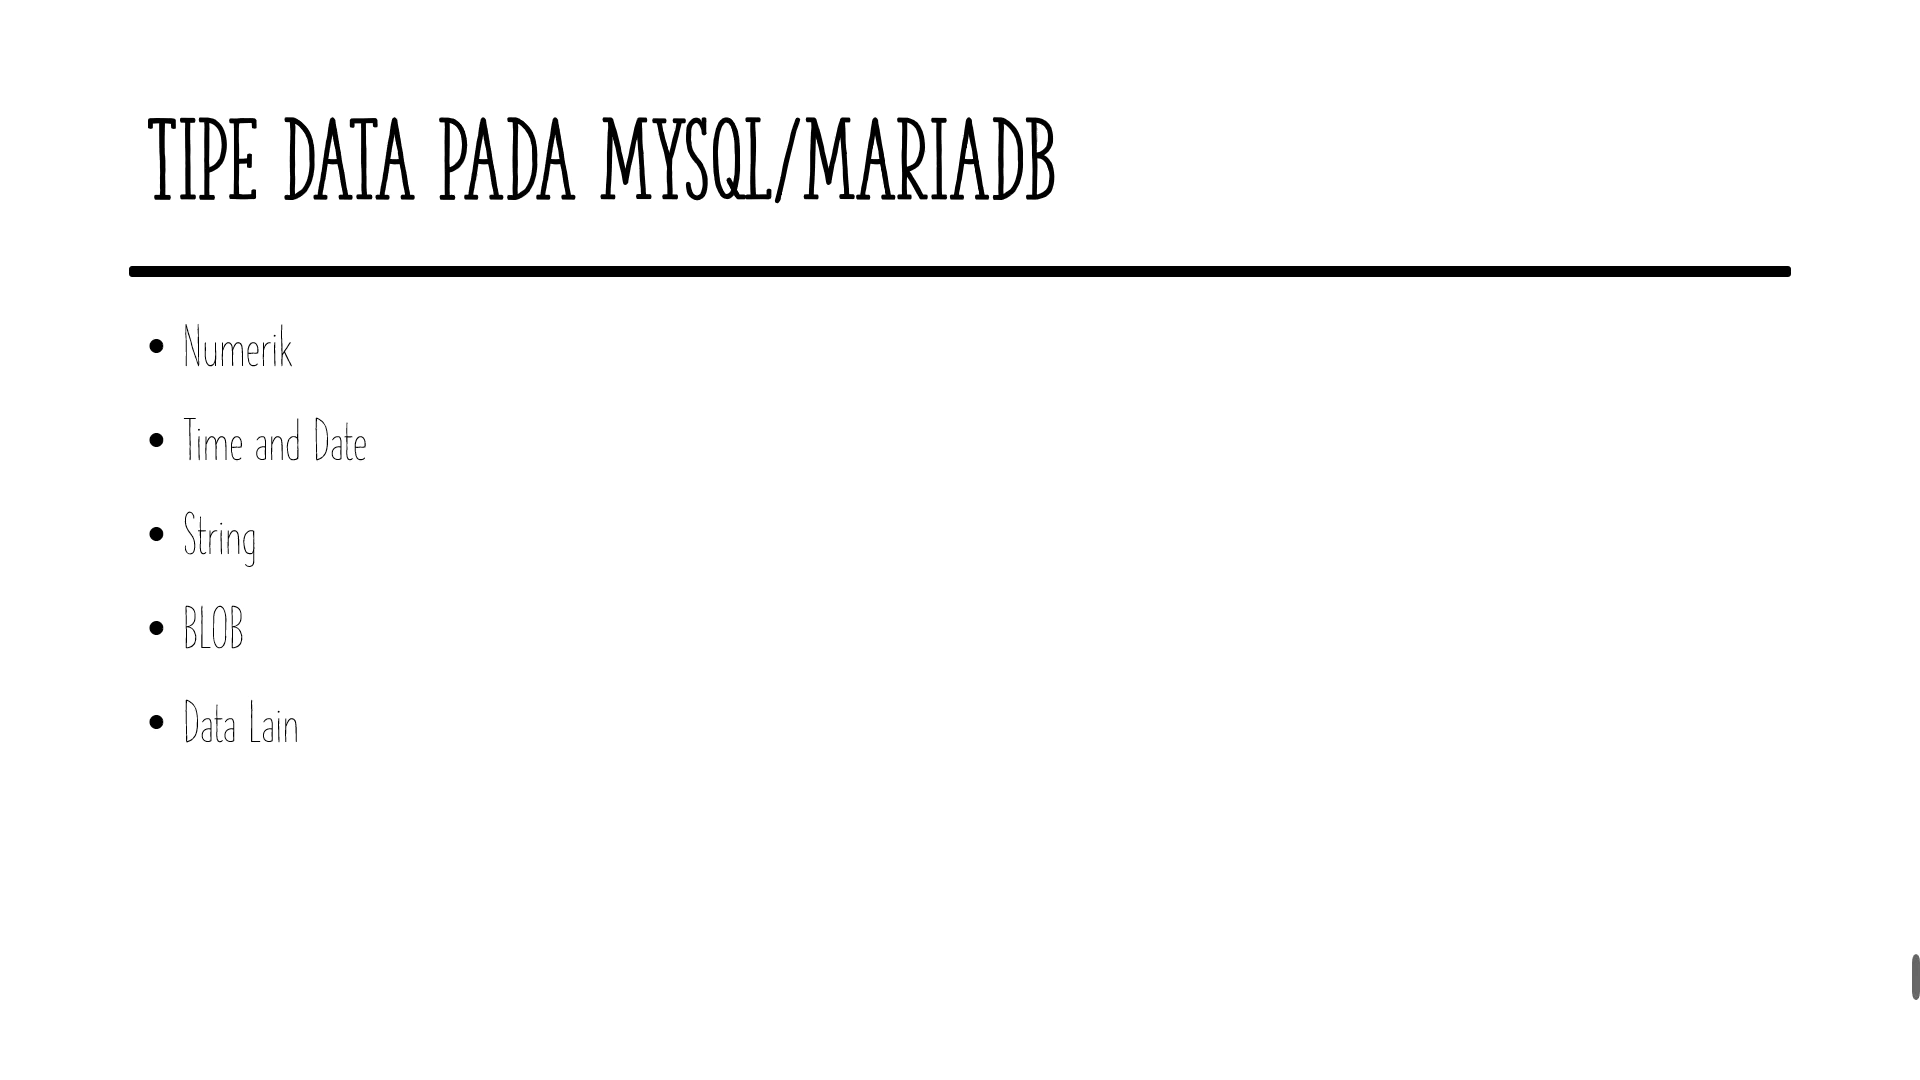 TIPE DATA PADA MYSQL/MARIADB
• Numerik
• Time and Date
• String
• BLOB
• Data Lain